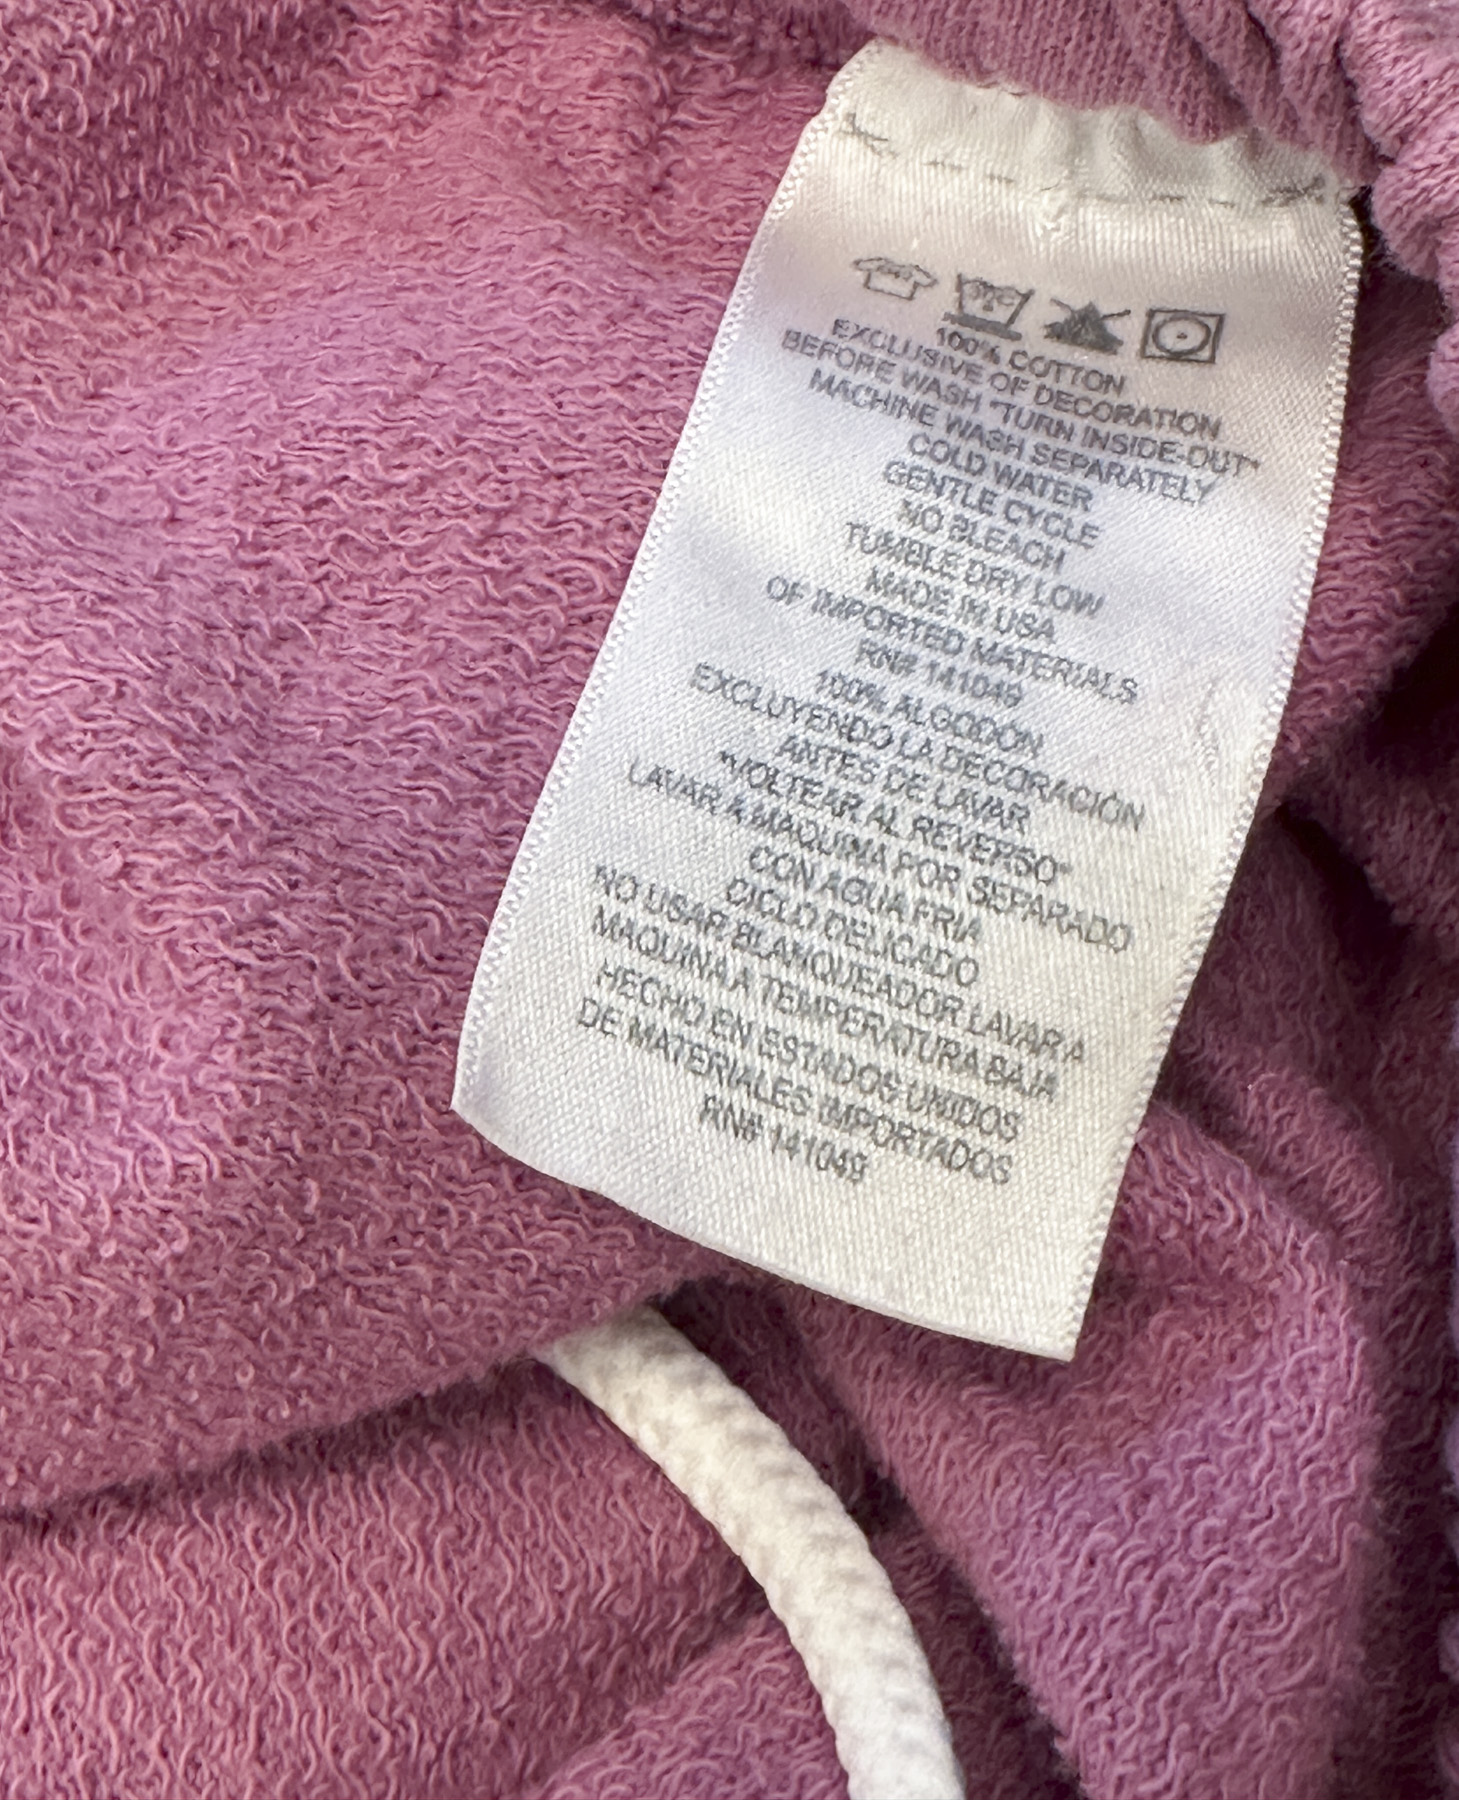 100% COTTON
EXCLUSIVE OF DECORATION
BEFORE WASH "TURN INSIDE-OUT"
MACHINE WASH SEPARATELY
COLD WATER
GENTLE CYCLE
NO BLEACH
TUMBLE DRY LOW
MADE IN USA
OF IMPORTED MATERIALS
RN# 141049
100% ALGODON
EXCLUYENDO LA DECORACIÓN
ANTES DE LAVAR
"VOLTEAR AL REVERSO"
LAVAR A MAQUINA POR SEPARADO
CON AGUA FRIA
CICLO DELICADO
NO USAR BLANQUEADOR LAVAR A
MAQUINA A TEMPERATURA BAJA
HECHO EN ESTADOS UNIDOS
DE MATERIALES IMPORTADOS
RN# 141049